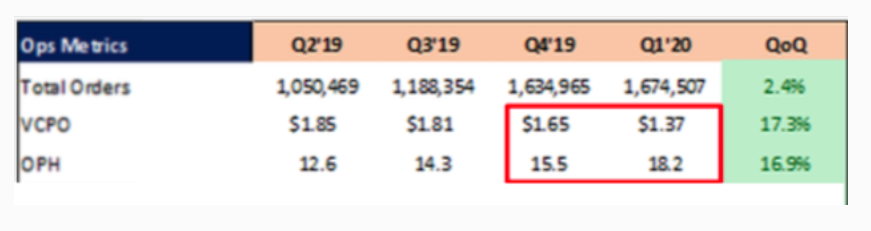 Ops Metrics Q2'19 Q3'19 Q4'19 Q1'20 QoQ
Total Orders 1,050,469 1,188,354 1,634,965 1,674,507 2.4%
VCPO $1.85 $1.81 $1.65 $1.37 17.3%
OPH 12.6 14.3 15.5 18.2 16.9%